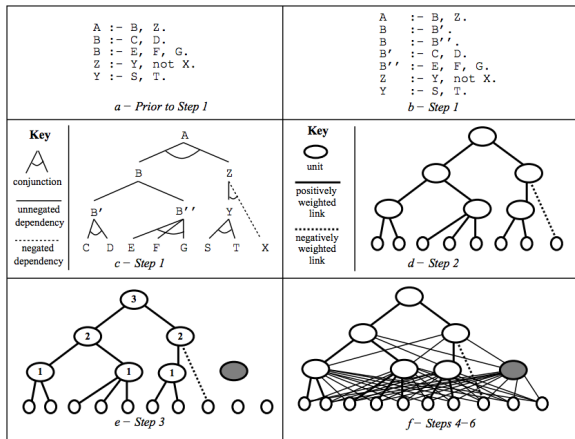 A :- B, Z.
B :- C, D.
B :- E, F, G.
Z :- Y, not X.
Y :- S, T.
a – Prior to Step 1
A :- B, Z.
B :- B'.
B :- B''.
B' :- C, D.
B'' :- E, F, G.
Z :- Y, not X.
Y :- S, T.
b – Step 1
Key
conjunction
unnegated
dependency
negated
dependency
A
B Z
B' B'' Y
C D E F G S T X
c – Step 1
Key
unit
positively
weighted
link
negatively
weighted
link
d – Step 2
3
2 2
1 1 1
e – Step 3
f – Steps 4–6